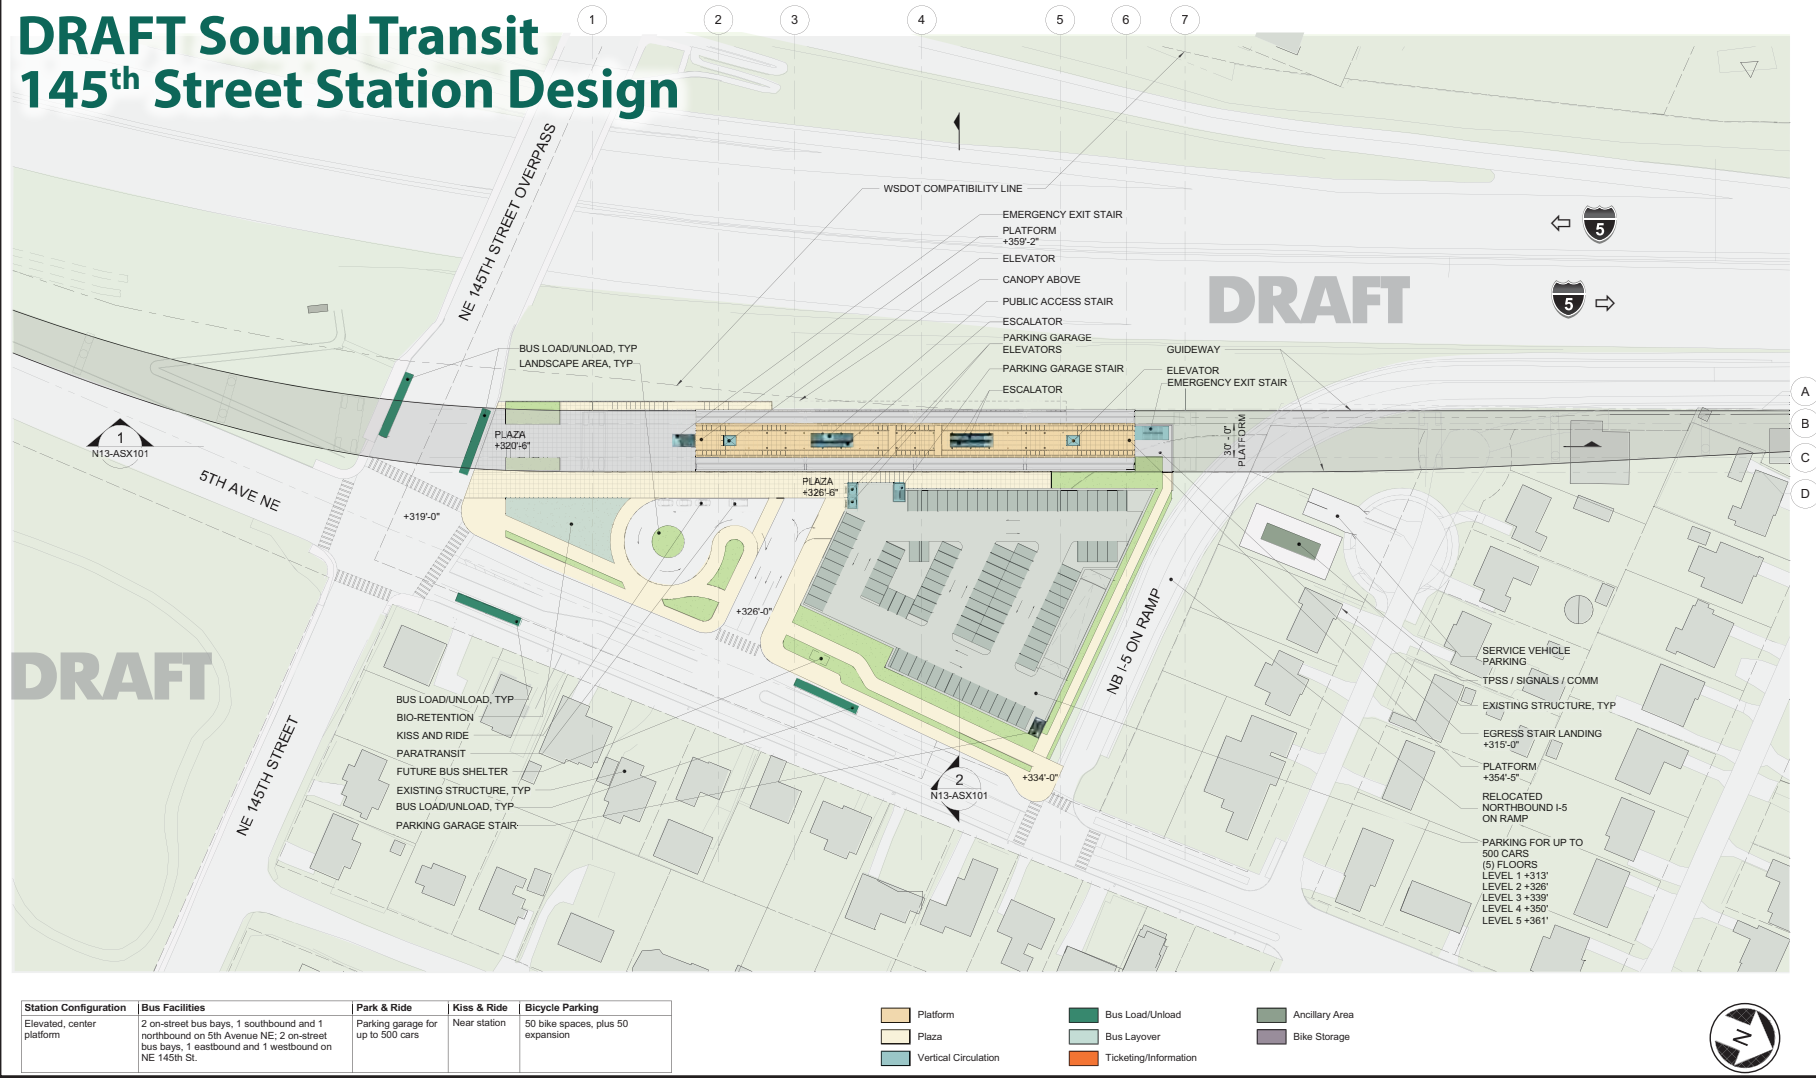 DRAFT Sound Transit
145th Street Station Design
1
2
3
4
5
6
7
NE 145TH STREET OVERPASS
WSDOT COMPATIBILITY LINE
EMERGENCY EXIT STAIR
PLATFORM
+359'-2"
ELEVATOR
CANOPY ABOVE
PUBLIC ACCESS STAIR
ESCALATOR
PARKING GARAGE
ELEVATORS
PARKING GARAGE STAIR
ESCALATOR
5
5
DRAFT
GUIDEWAY
ELEVATOR
EMERGENCY EXIT STAIR
BUS LOAD/UNLOAD, TYP
LANDSCAPE AREA, TYP
A
B
C
D
1
N13-ASX101
PLAZA
+320'-6"
30' - 0"
PLATFORM
5TH AVE NE
PLAZA
+326'-6"
+319'-0"
+326'-0"
NB I-5 ON RAMP
DRAFT
NE 145TH STREET
BUS LOAD/UNLOAD, TYP
BIO-RETENTION
KISS AND RIDE
PARATRANSIT
FUTURE BUS SHELTER
EXISTING STRUCTURE, TYP
BUS LOAD/UNLOAD, TYP
PARKING GARAGE STAIR
2
N13-ASX101
+334'-0"
SERVICE VEHICLE
PARKING
TPSS / SIGNALS / COMM
EXISTING STRUCTURE, TYP
EGRESS STAIR LANDING
+315'-0"
PLATFORM
+354'-5"
RELOCATED
NORTHBOUND I-5
ON RAMP
PARKING FOR UP TO
500 CARS
(5) FLOORS
LEVEL 1 +313'
LEVEL 2 +326'
LEVEL 3 +339'
LEVEL 4 +350'
LEVEL 5 +361'
Station Configuration
Bus Facilities
Park & Ride
Kiss & Ride
Bicycle Parking
Elevated, center
platform
2 on-street bus bays, 1 southbound and 1
northbound on 5th Avenue NE; 2 on-street
bus bays, 1 eastbound and 1 westbound on
NE 145th St.
Parking garage for
up to 500 cars
Near station
50 bike spaces, plus 50
expansion
Platform
Plaza
Vertical Circulation
Bus Load/Unload
Bus Layover
Ticketing/Information
Ancillary Area
Bike Storage
N